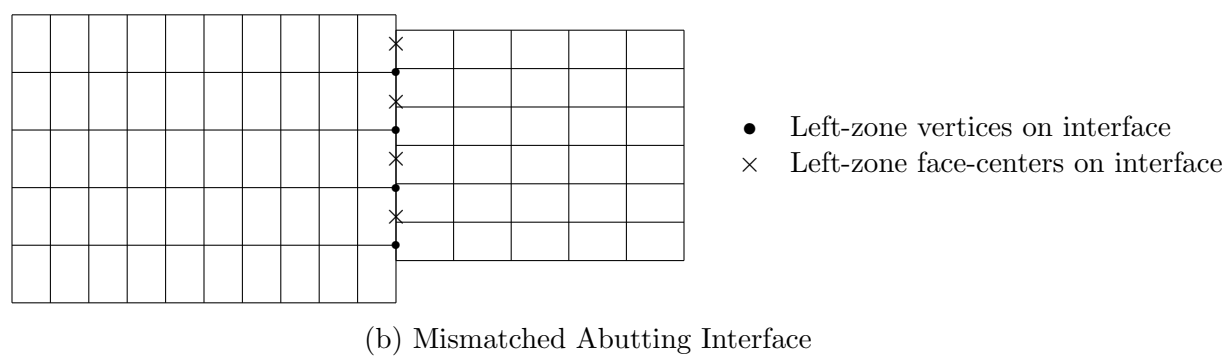 • Left-zone vertices on interface
× Left-zone face-centers on interface
(b) Mismatched Abutting Interface